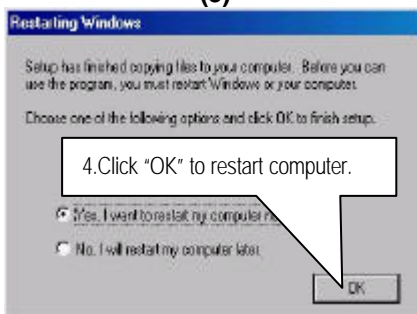 Restarting Windows
Setup has finished copying files to your computer. Before you can
use the program, you must restart Windows or your computer.
Choose one of the following options and click OK to finish setup.
4.Click “OK” to restart computer.
Yes, I want to restart my computer
No, I will restart my computer later.
OK